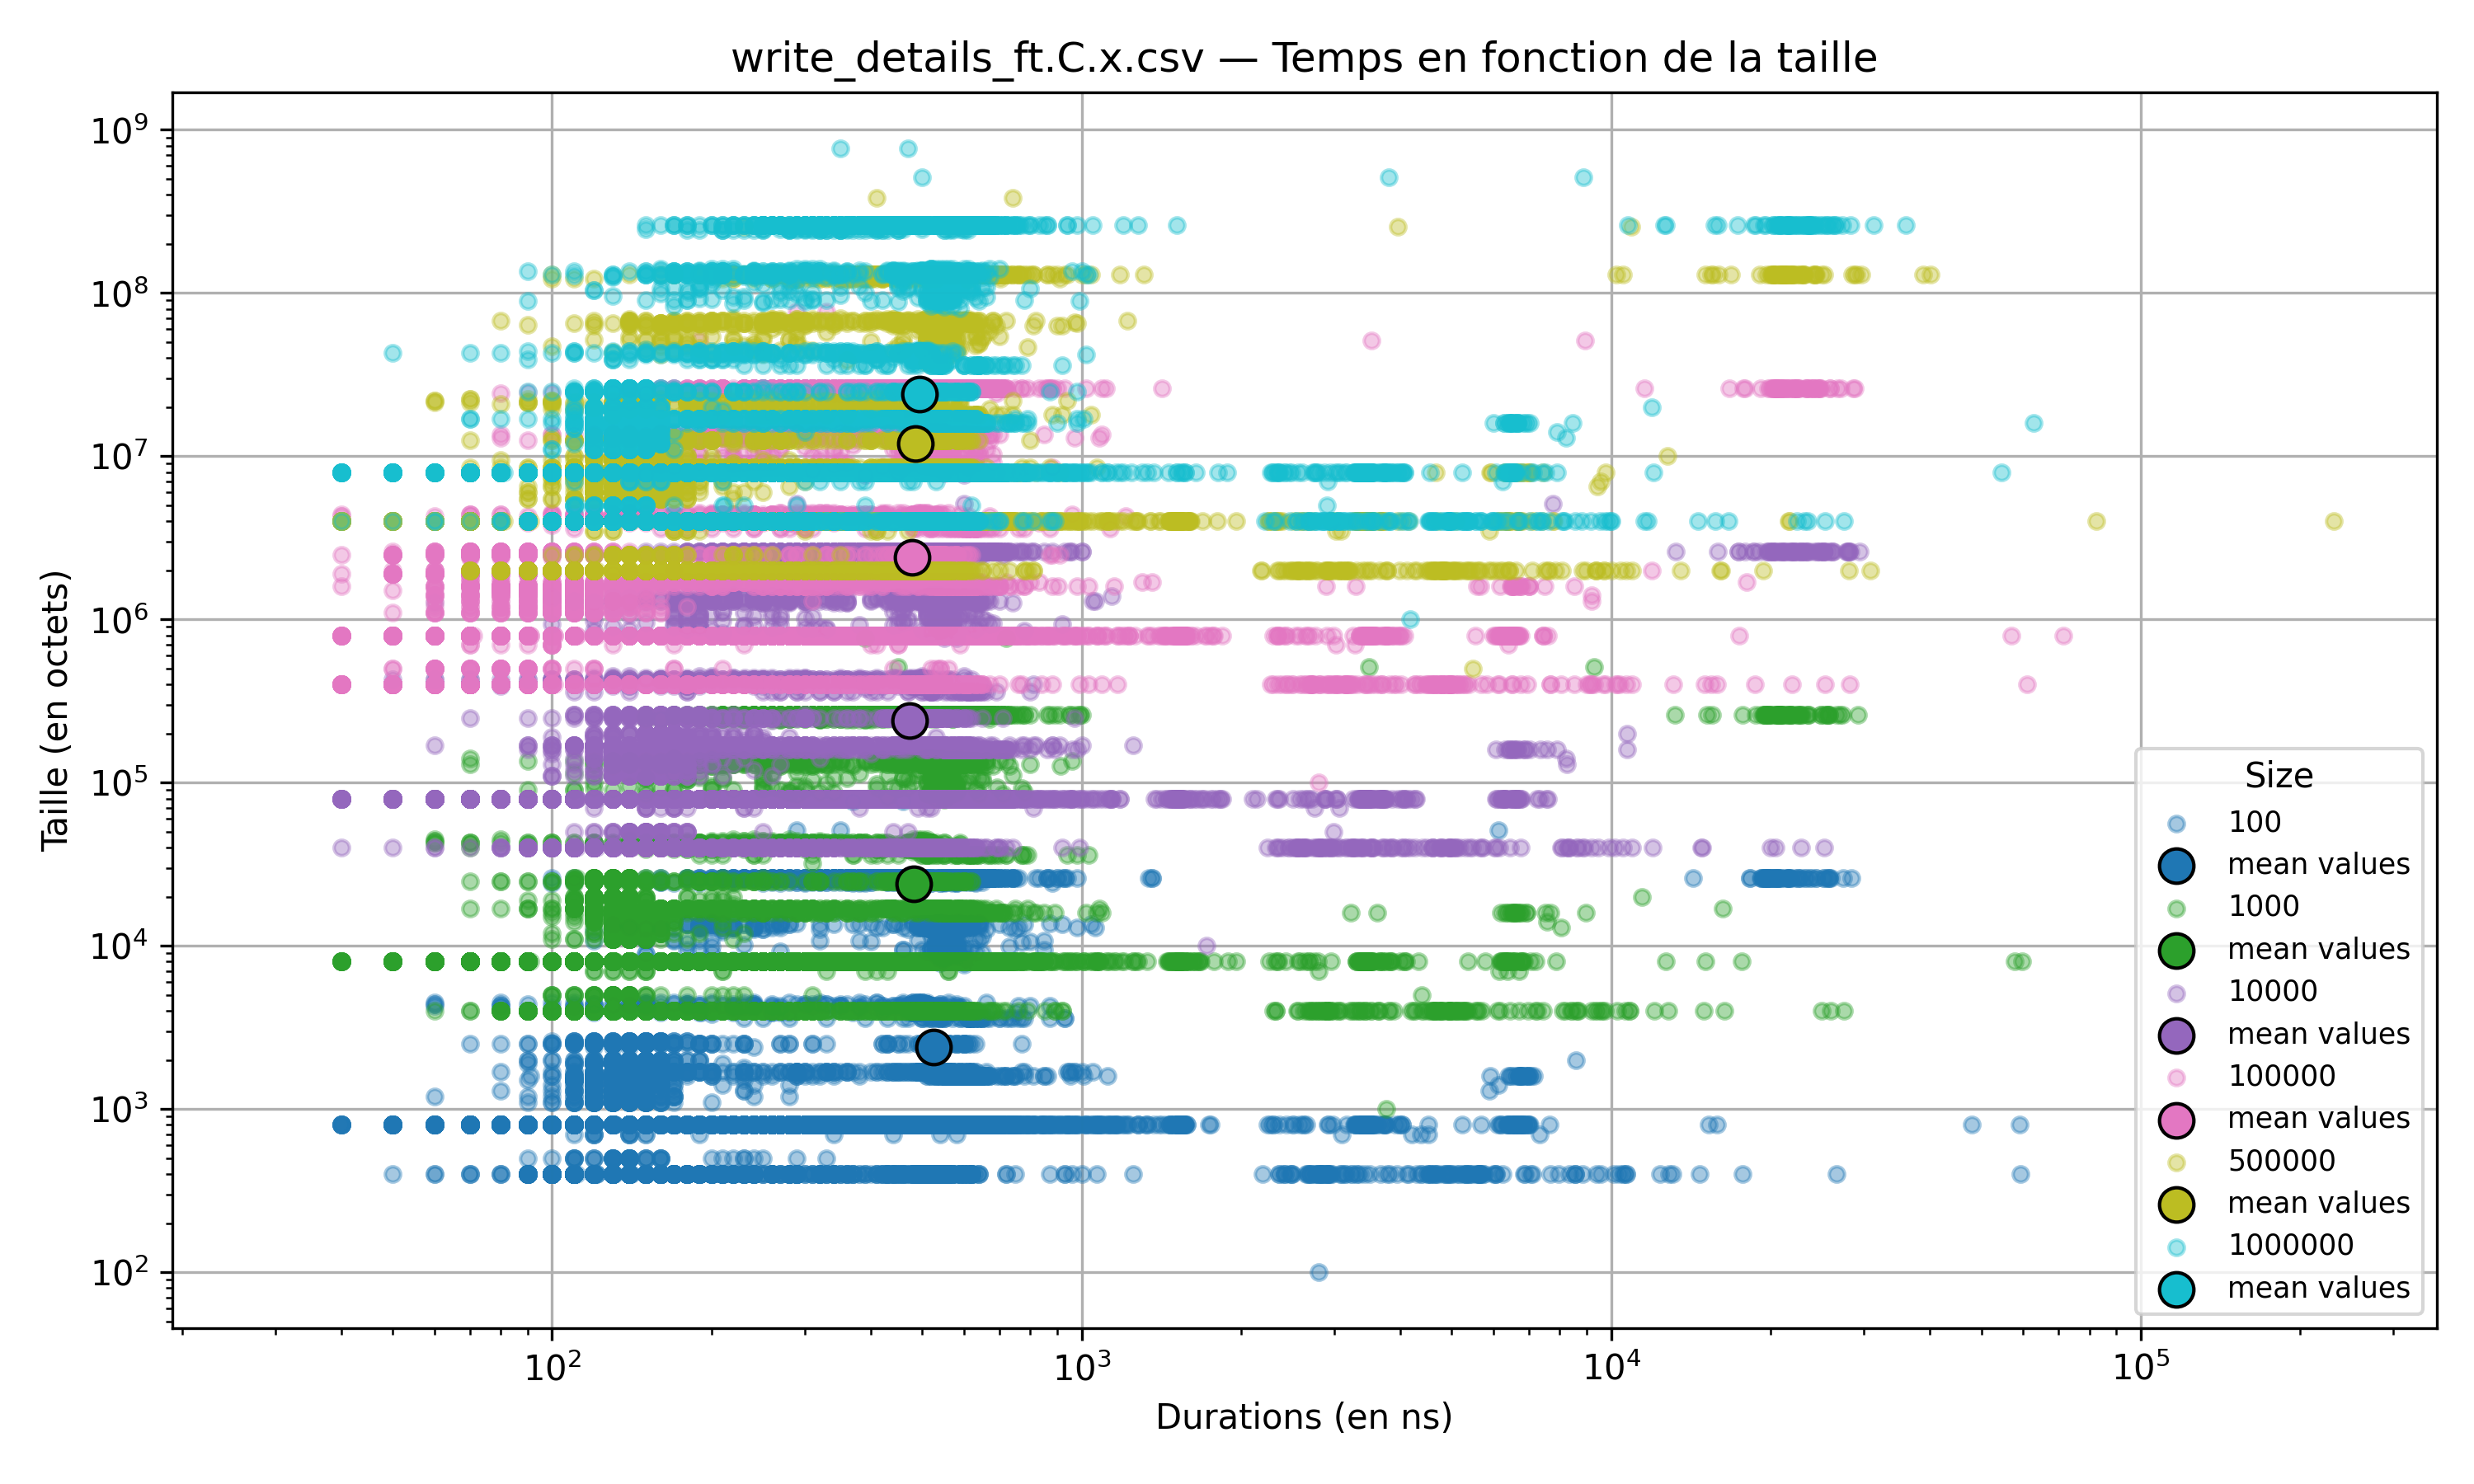 write_details_ft.C.x.csv — Temps en fonction de la taille
Taille (en octets)
10⁹
10⁸
10⁷
10⁶
10⁵
10⁴
10³
10²
10²
10³
10⁴
10⁵
Durations (en ns)
Size
100
mean values
1000
mean values
10000
mean values
100000
mean values
500000
mean values
1000000
mean values